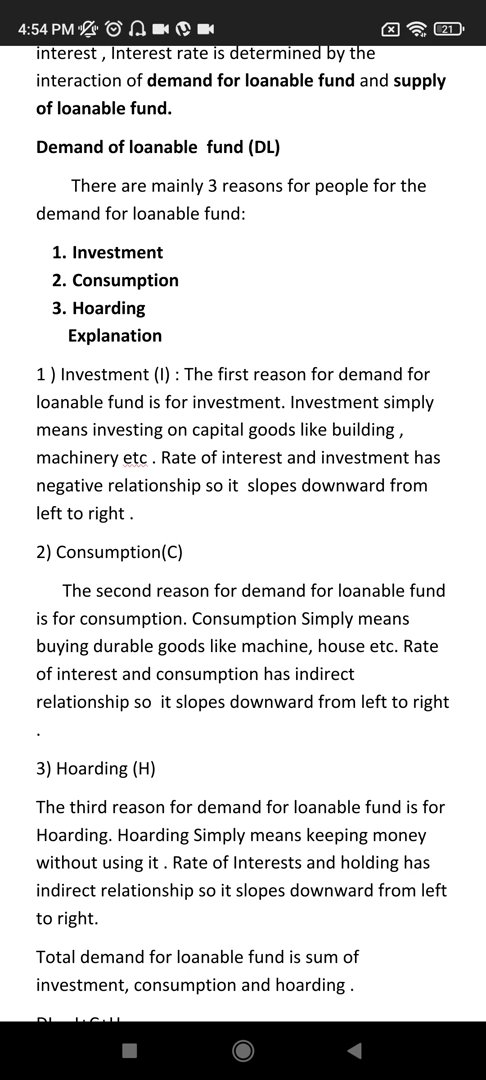 4:54 PM
21
interest , Interest rate is determined by the
interaction of demand for loanable fund and supply
of loanable fund.
Demand of loanable  fund (DL)
There are mainly 3 reasons for people for the
demand for loanable fund:
1. Investment
2. Consumption
3. Hoarding
Explanation
1 ) Investment (I) : The first reason for demand for
loanable fund is for investment. Investment simply
means investing on capital goods like building ,
machinery etc . Rate of interest and investment has
negative relationship so it  slopes downward from
left to right .
2) Consumption(C)
The second reason for demand for loanable fund
is for consumption. Consumption Simply means
buying durable goods like machine, house etc. Rate
of interest and consumption has indirect
relationship so  it slopes downward from left to right
.
3) Hoarding (H)
The third reason for demand for loanable fund is for
Hoarding. Hoarding Simply means keeping money
without using it . Rate of Interests and holding has
indirect relationship so it slopes downward from left
to right.
Total demand for loanable fund is sum of
investment, consumption and hoarding .